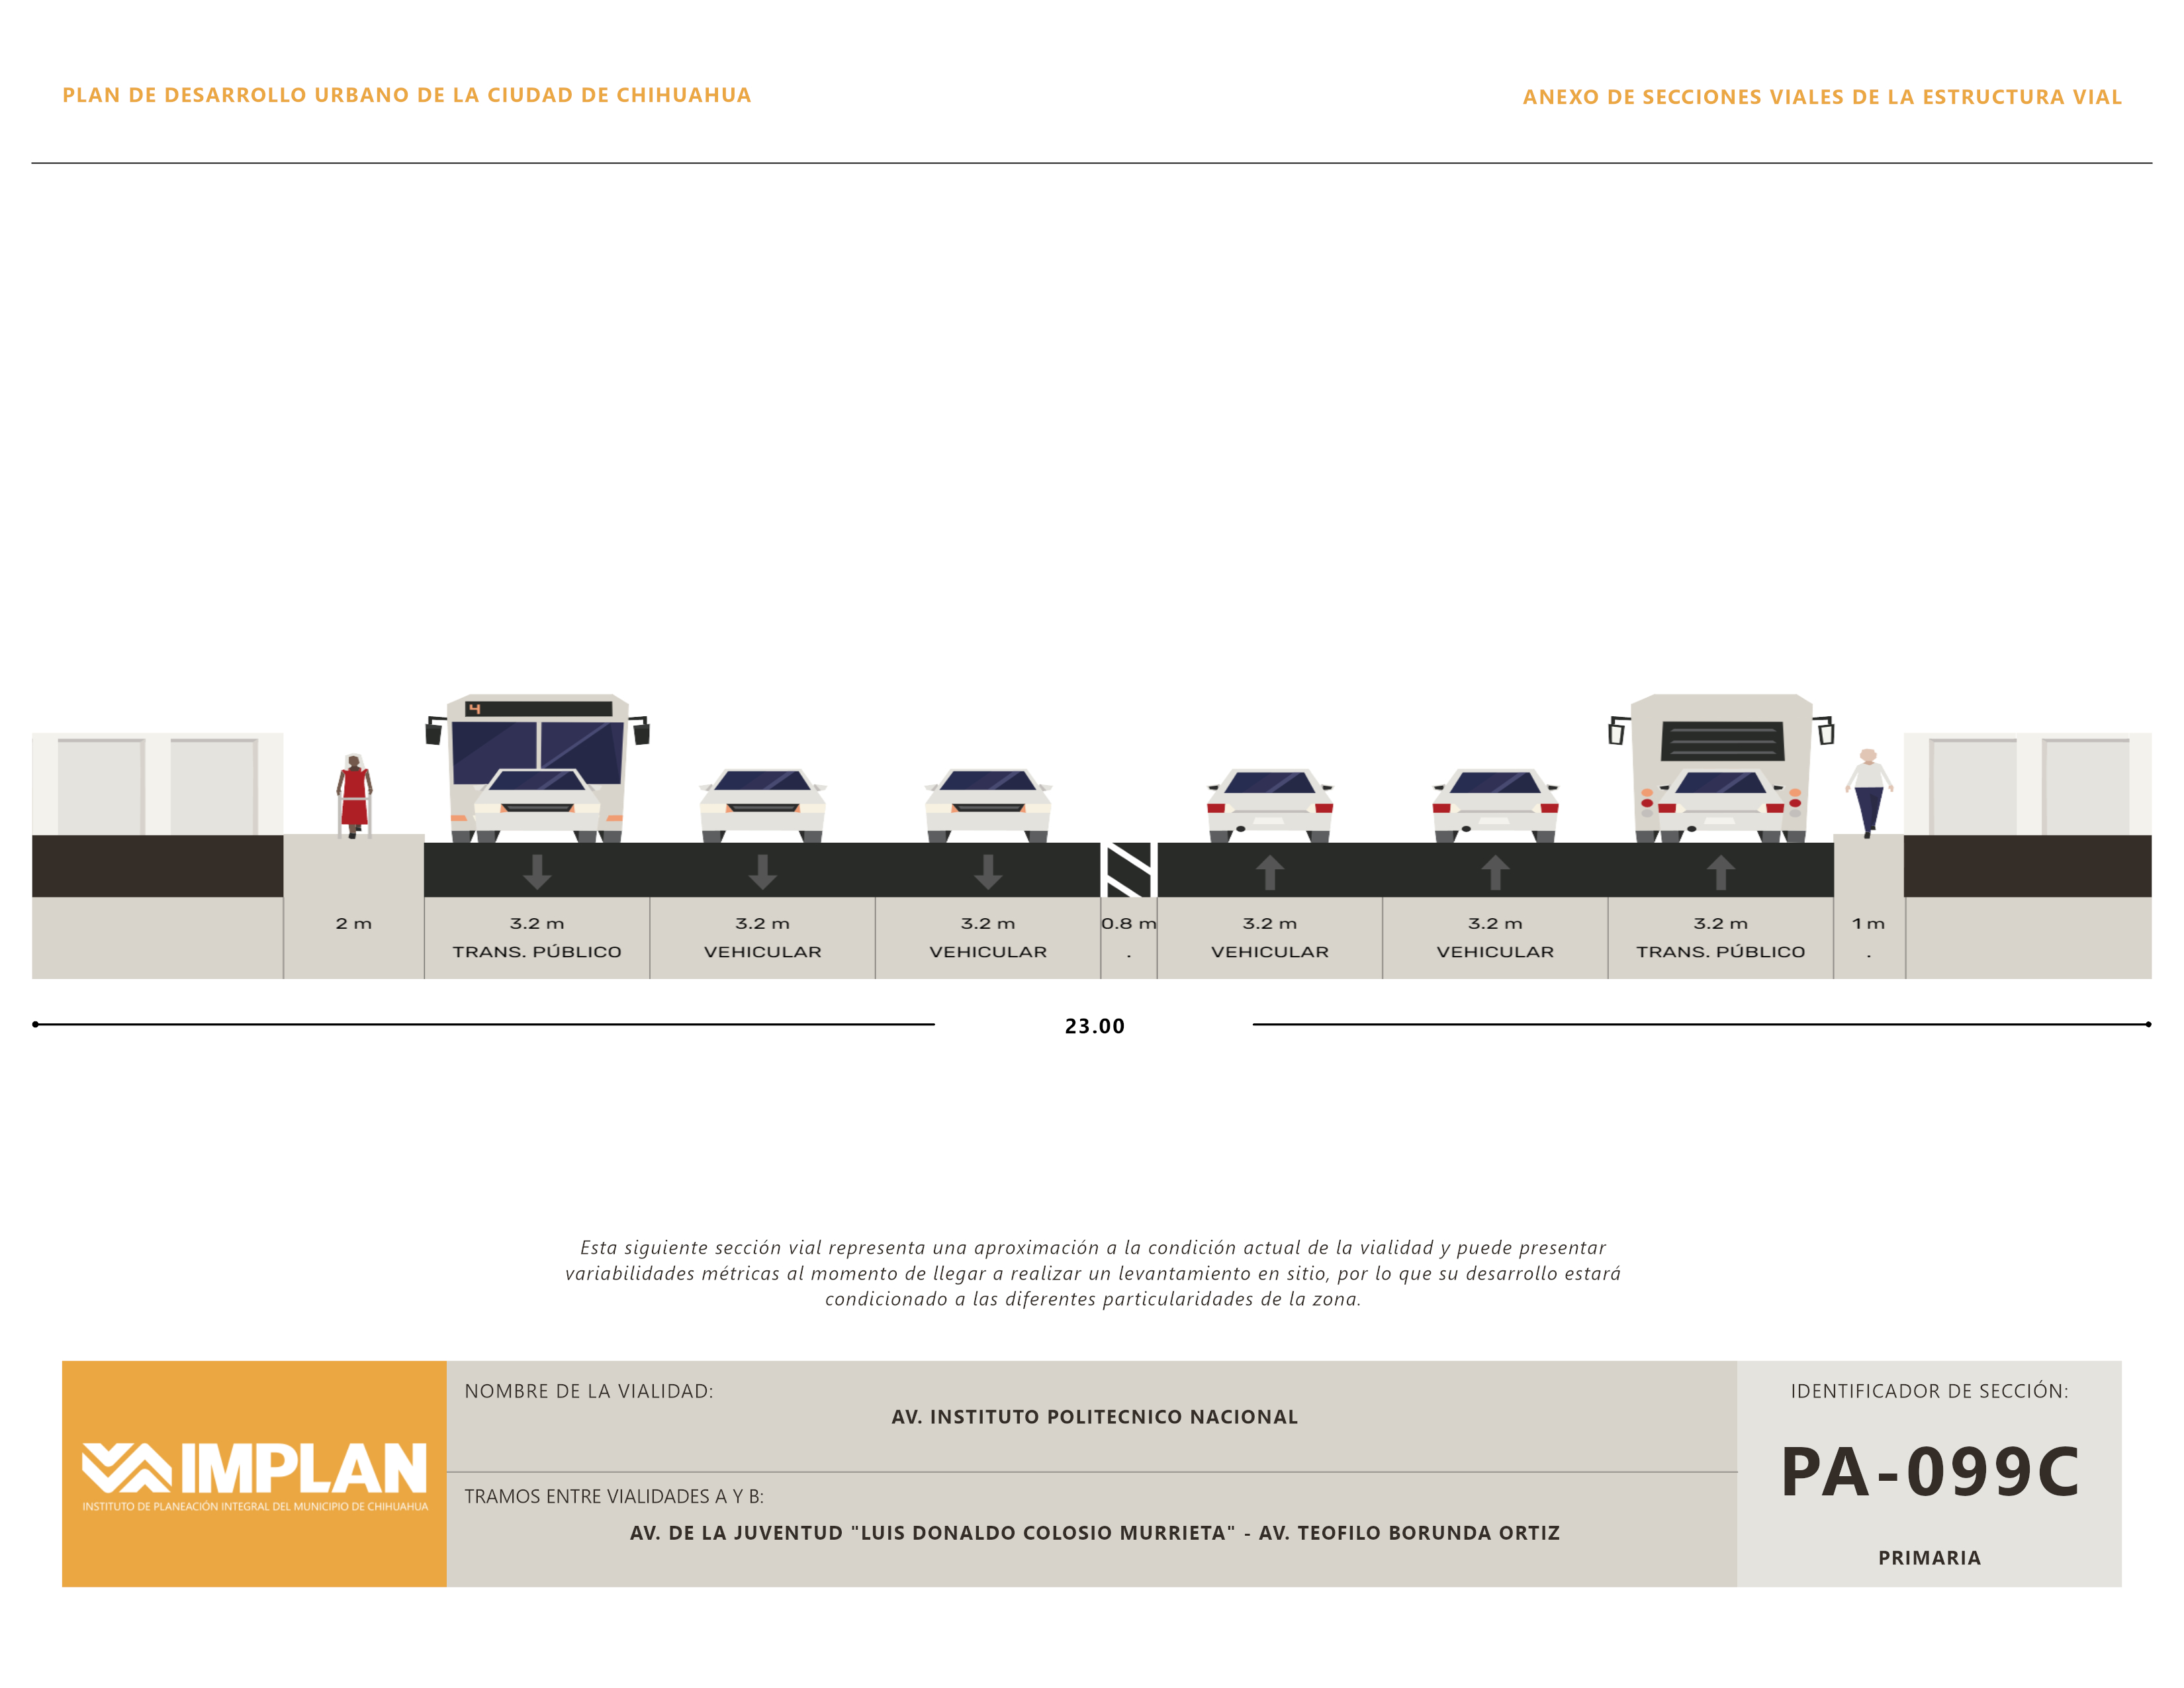 PLAN DE DESARROLLO URBANO DE LA CIUDAD DE CHIHUAHUA
ANEXO DE SECCIONES VIALES DE LA ESTRUCTURA VIAL
4
2 m
3.2 m
TRANS. PÚBLICO
3.2 m
VEHICULAR
3.2 m
VEHICULAR
0.8 m
.
3.2 m
VEHICULAR
3.2 m
VEHICULAR
3.2 m
TRANS. PÚBLICO
1 m
.
23.00
Esta siguiente sección vial representa una aproximación a la condición actual de la vialidad y puede presentar
variabilidades métricas al momento de llegar a realizar un levantamiento en sitio, por lo que su desarrollo estará
condicionado a las diferentes particularidades de la zona.
IMPLAN
INSTITUTO DE PLANEACIÓN INTEGRAL DEL MUNICIPIO DE CHIHUAHUA
NOMBRE DE LA VIALIDAD:
AV. INSTITUTO POLITECNICO NACIONAL
TRAMOS ENTRE VIALIDADES A Y B:
AV. DE LA JUVENTUD "LUIS DONALDO COLOSIO MURRIETA" - AV. TEOFILO BORUNDA ORTIZ
IDENTIFICADOR DE SECCIÓN:
PA-099C
PRIMARIA